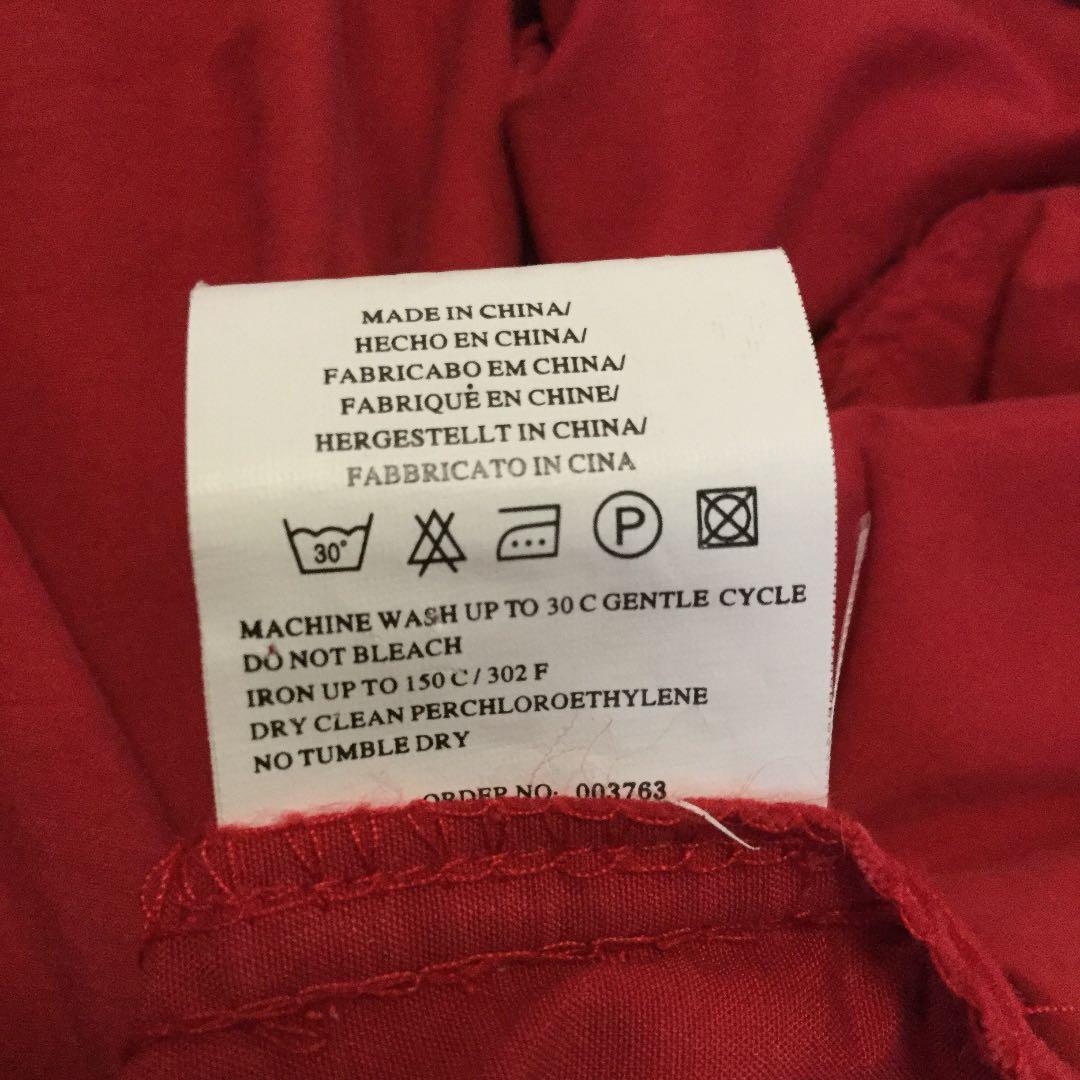 MADE IN CHINA/
HECHO EN CHINA/
FABRICABO EM CHINA/
FABRIQUÉ EN CHINE/
HERGESTELLT IN CHINA/
FABBRICATO IN CINA
30° P
MACHINE WASH UP TO 30 C GENTLE CYCLE
DO NOT BLEACH
IRON UP TO 150 C / 302 F
DRY CLEAN PERCHLOROETHYLENE
NO TUMBLE DRY
ORDER NO: 003763